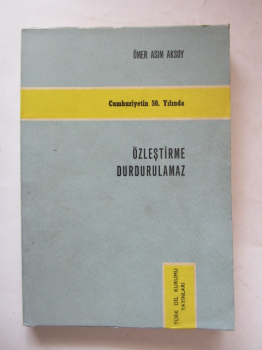 ÖMER ASIM AKSOY
Cumhuriyetin 50. Yılında
ÖZLEŞTİRME
DURDURULAMAZ
TÜRK DİL KURUMU
YAYINLARI